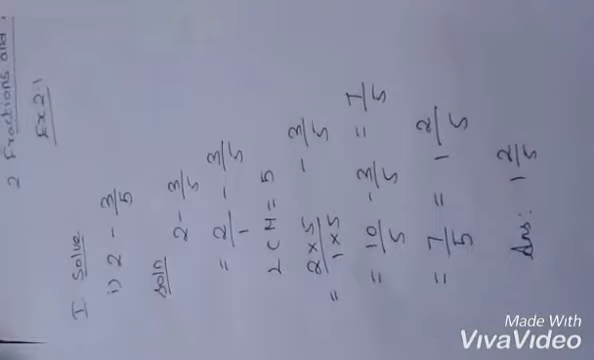 2 Fractions and
Ex 2.1
I. Solve.
i) 2 - 3/5
Soln 2 - 3/5
= 2/1 - 3/5
LCM = 5
= 2 × 5/1 × 5 - 3/5
= 10/5 - 3/5 = 7/5
= 7/5 = 1 2/5
Ans: 1 2/5
Made With
VivaVideo